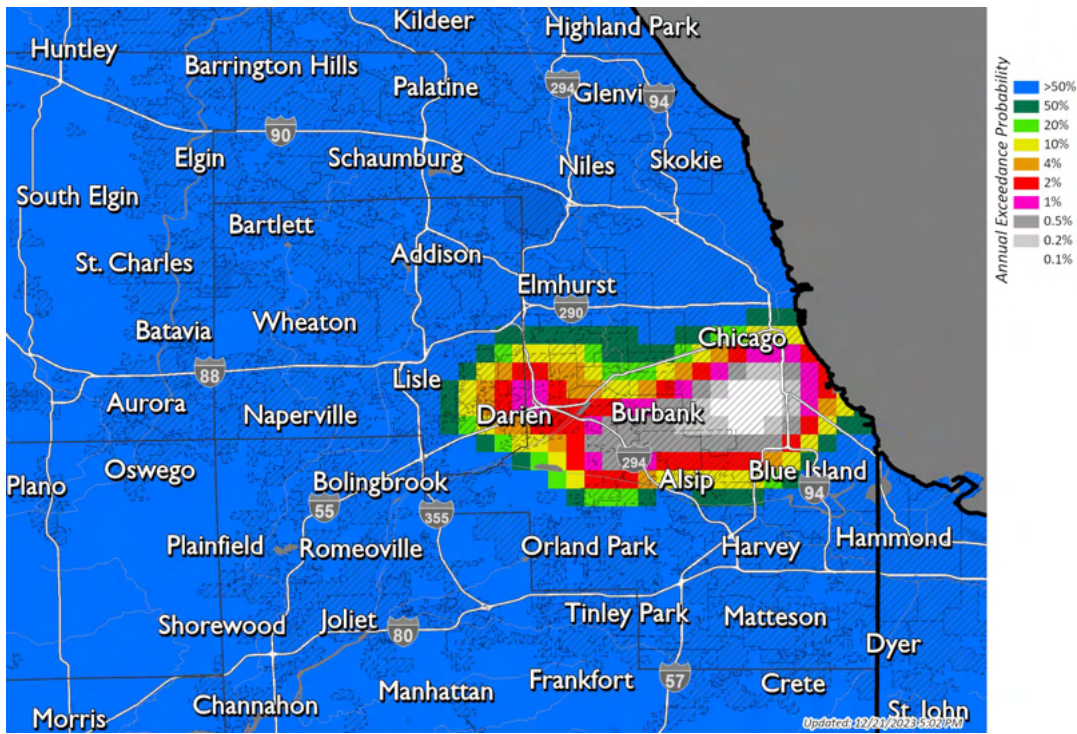 Kildeer
Highland Park
Huntley
Barrington Hills
Palatine
294
Glenvi
94
90
Elgin
Schaumburg
Niles
Skokie
South Elgin
Bartlett
Addison
St. Charles
Elmhurst
290
Batavia
Wheaton
Chicago
88
Lisle
Aurora
Naperville
Darien
Burbank
Oswego
294
Plano
Bolingbrook
Alsip
Blue Island
94
55
355
Plainfield
Romeoville
Orland Park
Harvey
Hammond
Shorewood
Joliet
80
Tinley Park
Matteson
Dyer
Manhattan
Frankfort
57
Crete
Channahon
Morris
St. John
Updated: 12/21/2023 5:02 PM
Annual Exceedance Probability
>50%
50%
20%
10%
4%
2%
1%
0.5%
0.2%
0.1%